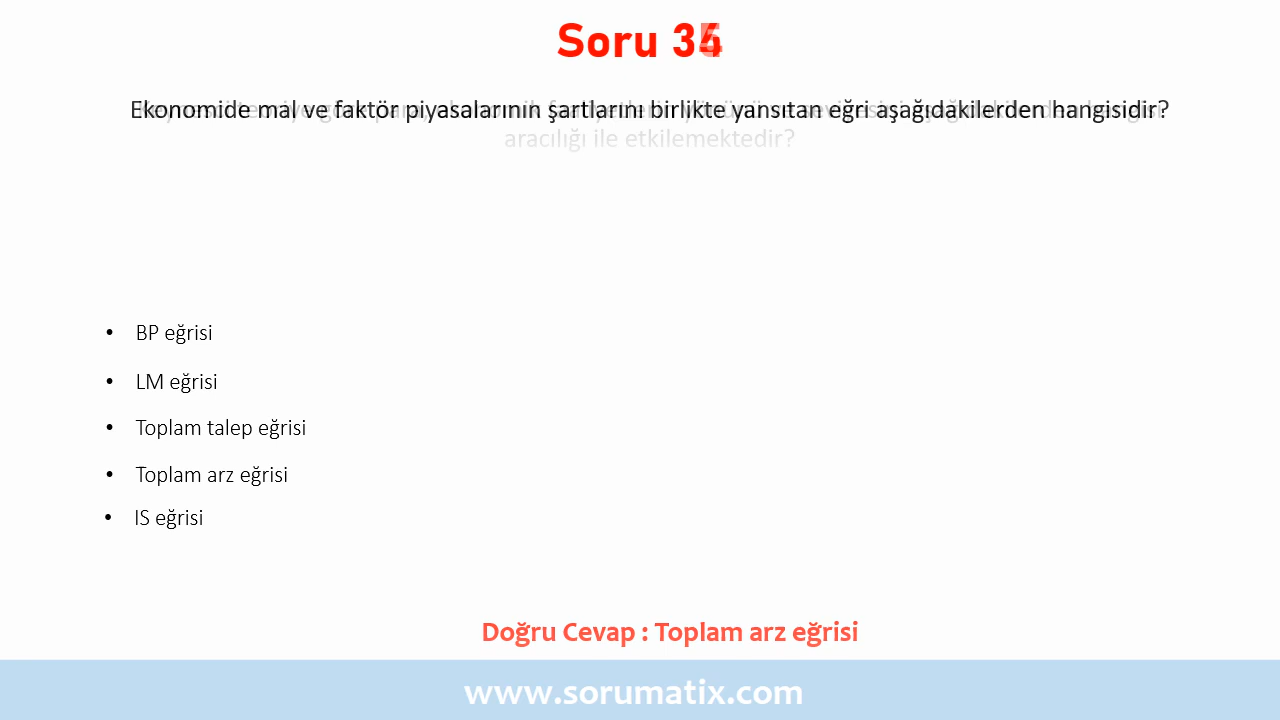 Soru 34
Ekonomide mal ve faktör piyasalarının şartlarını birlikte yansıtan eğri aşağıdakilerden hangisidir?
aracılığı ile etkilemektedir?
• BP eğrisi
• LM eğrisi
• Toplam talep eğrisi
• Toplam arz eğrisi
• IS eğrisi
Doğru Cevap : Toplam arz eğrisi
www.sorumatix.com